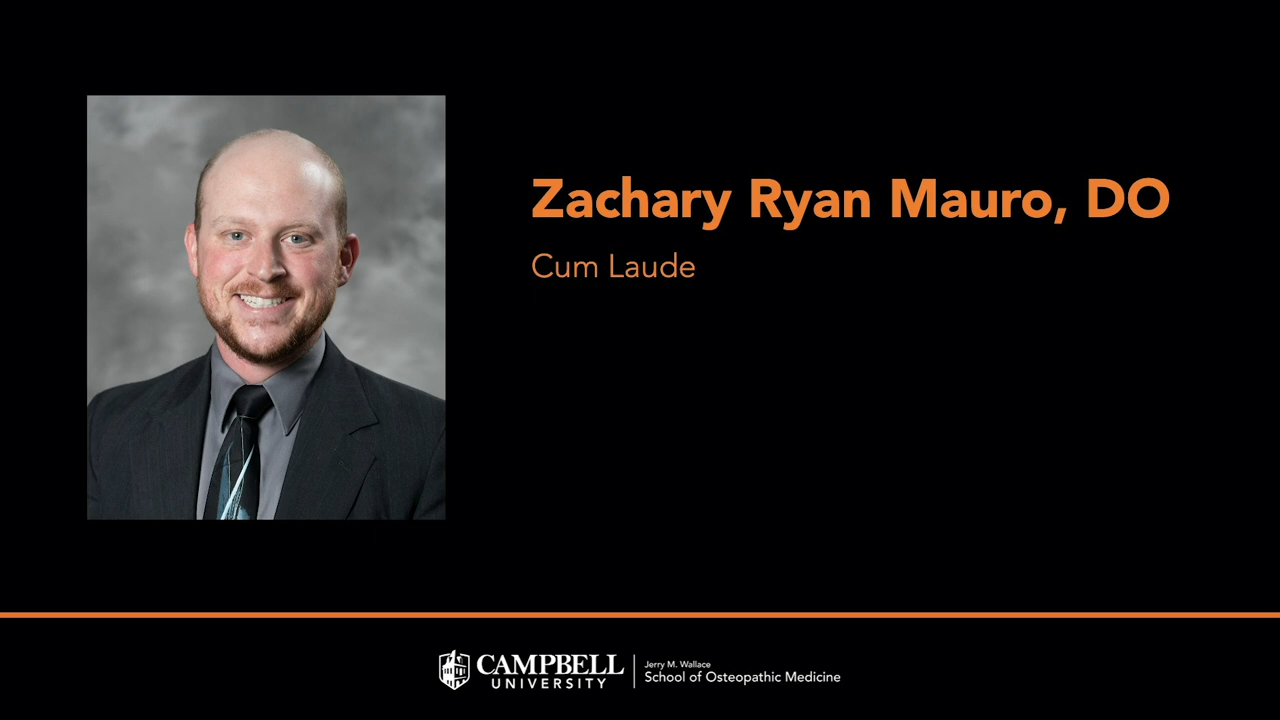 Zachary Ryan Mauro, DO
Cum Laude
CAMPBELL
UNIVERSITY
Jerry M. Wallace
School of Osteopathic Medicine